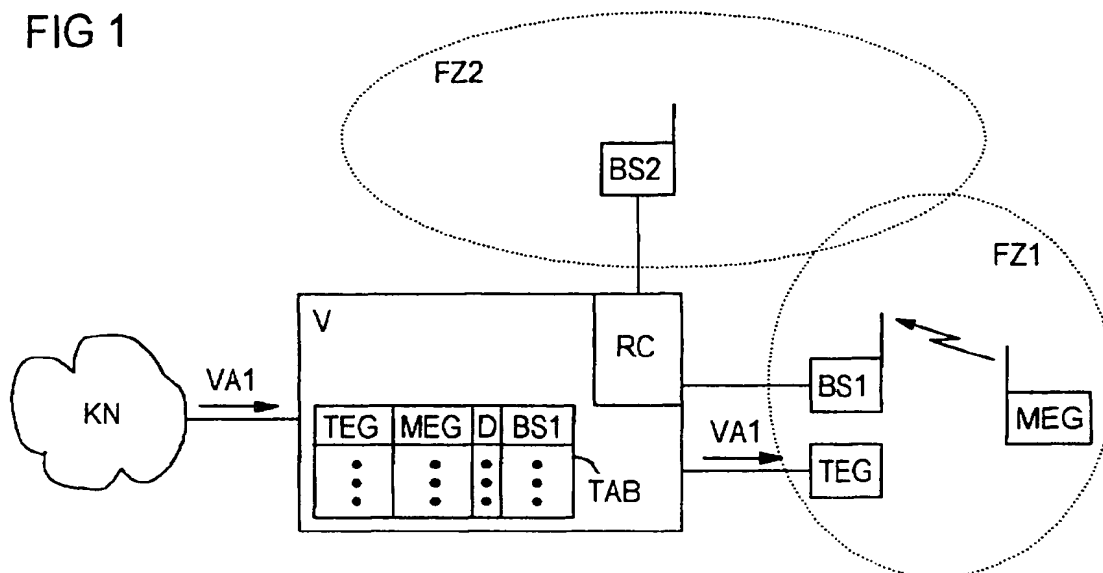 FIG 1
FZ2
BS2
FZ1
V
RC
VA1
KN
BS1
MEG
TEG MEG D BS1
VA1
TEG
TAB